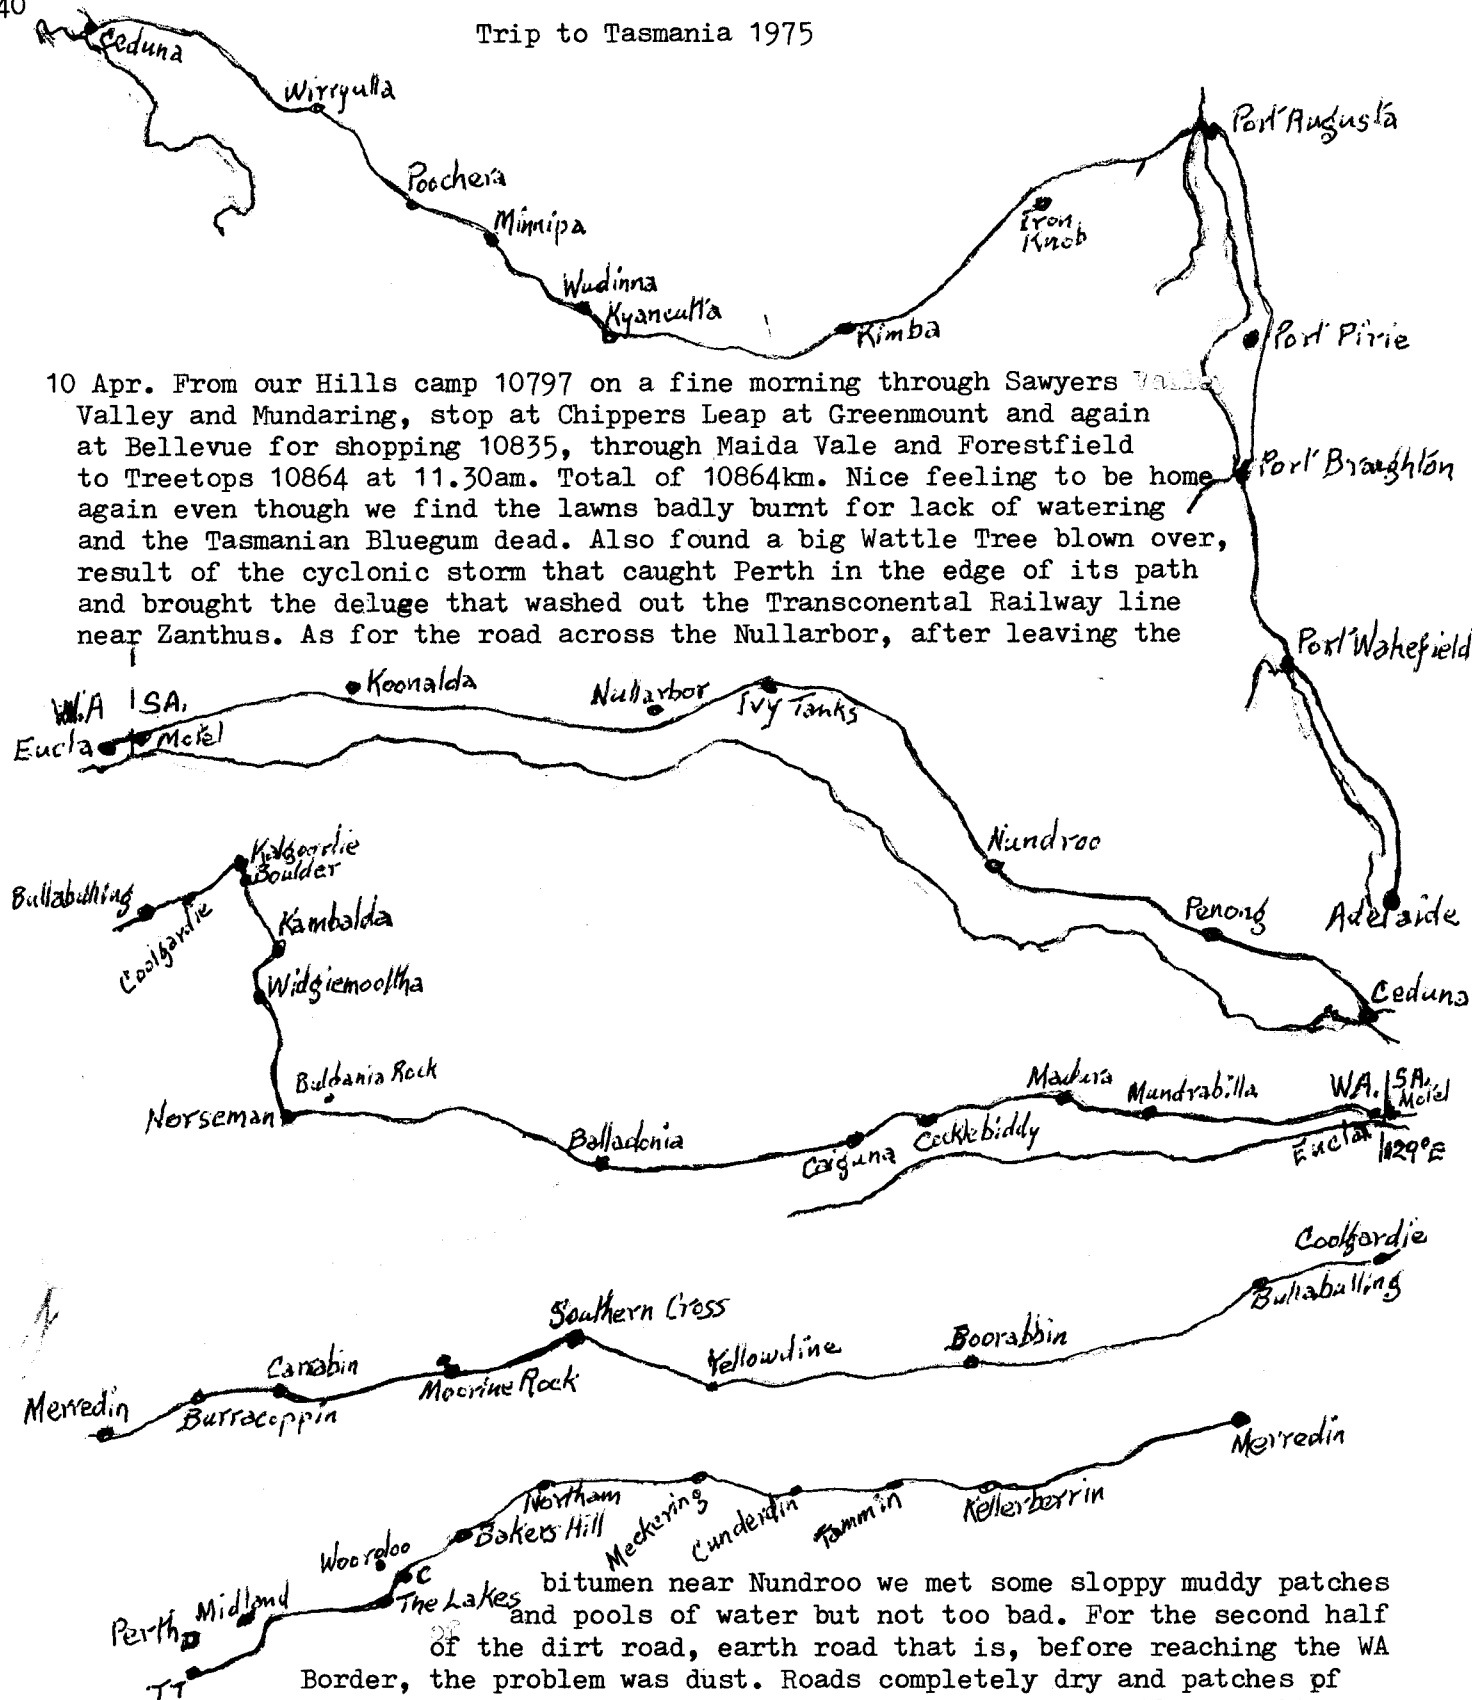 40
Trip to Tasmania 1975
Ceduna
Wirryulla
Poochera
Minnipa
Wudinna
Kyancutta
Kimba
Iron
Knob
Port Augusta
Port Pirie
Port Braghton
Port Wakefield
Adelaide
10 Apr. From our Hills camp 10797 on a fine morning through Sawyers Valley
Valley and Mundaring, stop at Chippers Leap at Greenmount and again
at Bellevue for shopping 10835, through Maida Vale and Forestfield
to Treetops 10864 at 11.30am. Total of 10864km. Nice feeling to be home
again even though we find the lawns badly burnt for lack of watering
and the Tasmanian Bluegum dead. Also found a big Wattle Tree blown over,
result of the cyclonic storm that caught Perth in the edge of its path
and brought the deluge that washed out the Transconental Railway line
near Zanthus. As for the road across the Nullarbor, after leaving the
W.A SA.
Eucla
Motel
Koonalda
Nullarbor
Ivy Tanks
Nundroo
Penong
Ceduna
Kalgoorlie
Boulder
Bullabulling
Coolgardie
Kambalda
Widgiemooltha
Buldania Rock
Norseman
Balladonia
Caiguna
Cocklebiddy
Madura
Mundrabilla
WA. SA.
Motel
Eucla
129°E
Coolgardie
Bullabulling
Boorabbin
Yellowdine
Southern Cross
Moorine Rock
Carrabin
Burracoppin
Merredin
Merredin
Kellerberrin
Tammin
Cunderdin
Meckering
Northam
Bakers Hill
Wooroloo
C
The Lakes
Midland
Perth
TT
bitumen near Nundroo we met some sloppy muddy patches
and pools of water but not too bad. For the second half
of the dirt road, earth road that is, before reaching the WA
Border, the problem was dust. Roads completely dry and patches of